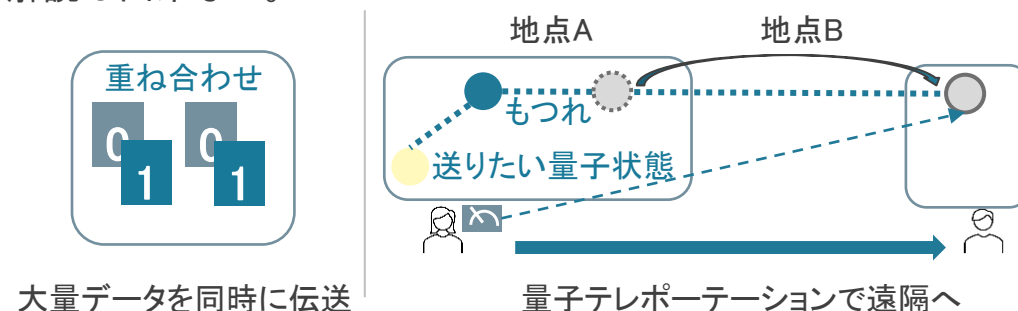 地点A
地点B
重ね合わせ
0
1
0
1
もつれ
送りたい量子状態
大量データを同時に伝送
量子テレポーテーションで遠隔へ